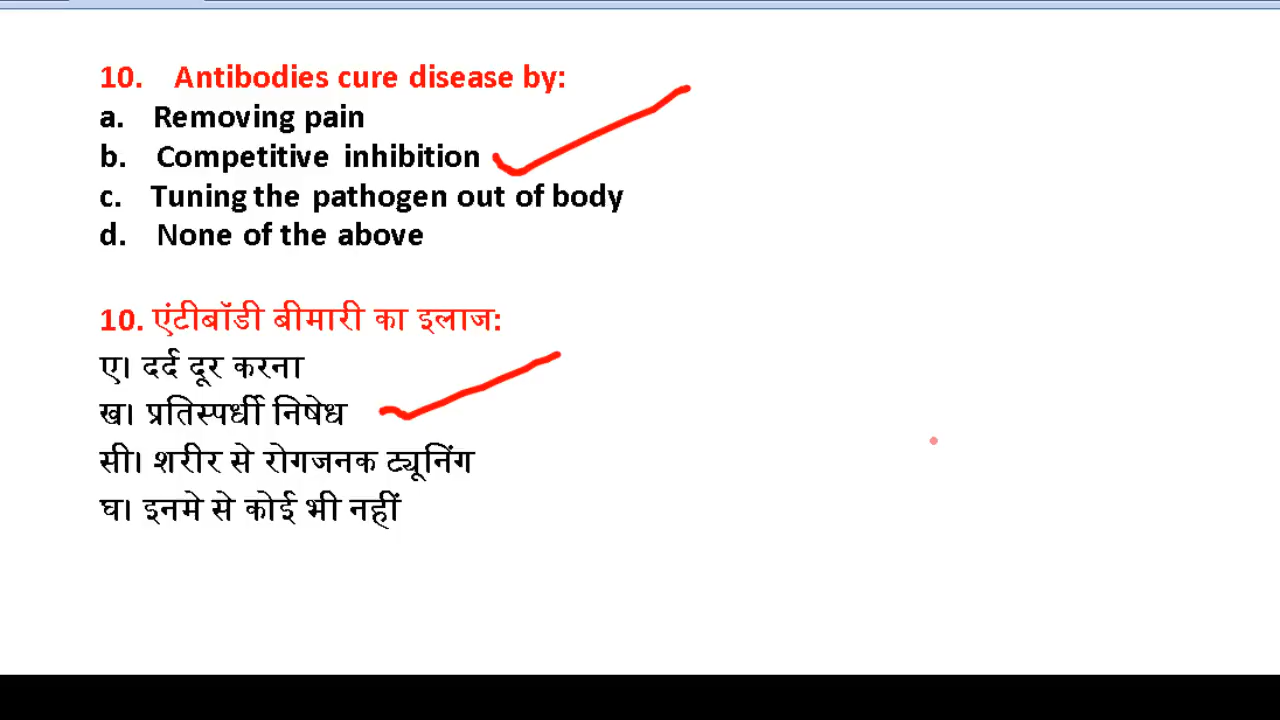 10. Antibodies cure disease by:
a. Removing pain
b. Competitive inhibition
c. Tuning the pathogen out of body
d. None of the above
10. एंटीबॉडी बीमारी का इलाज:
ए। दर्द दूर करना
ख। प्रतिस्पर्धी निषेध
सी। शरीर से रोगजनक ट्यूनिंग
घ। इनमे से कोई भी नहीं